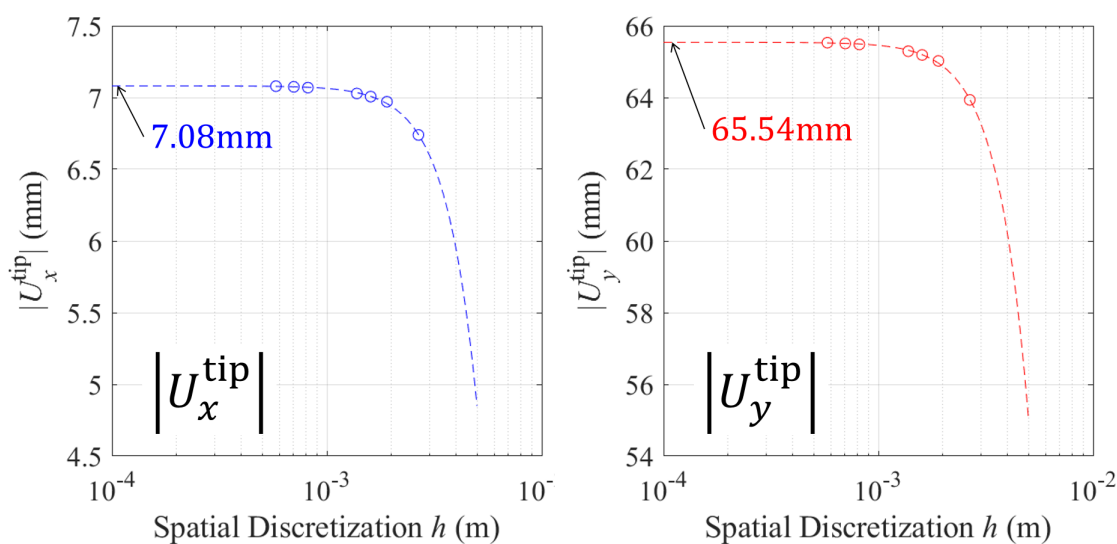 7.5
7
6.5
6
5.5
5
4.5
|U_x^tip| (mm)
7.08mm
|U_x^tip|
10^-4
10^-3
10^-
Spatial Discretization h (m)
66
64
62
60
58
56
54
|U_y^tip| (mm)
65.54mm
|U_y^tip|
10^-4
10^-3
10^-2
Spatial Discretization h (m)